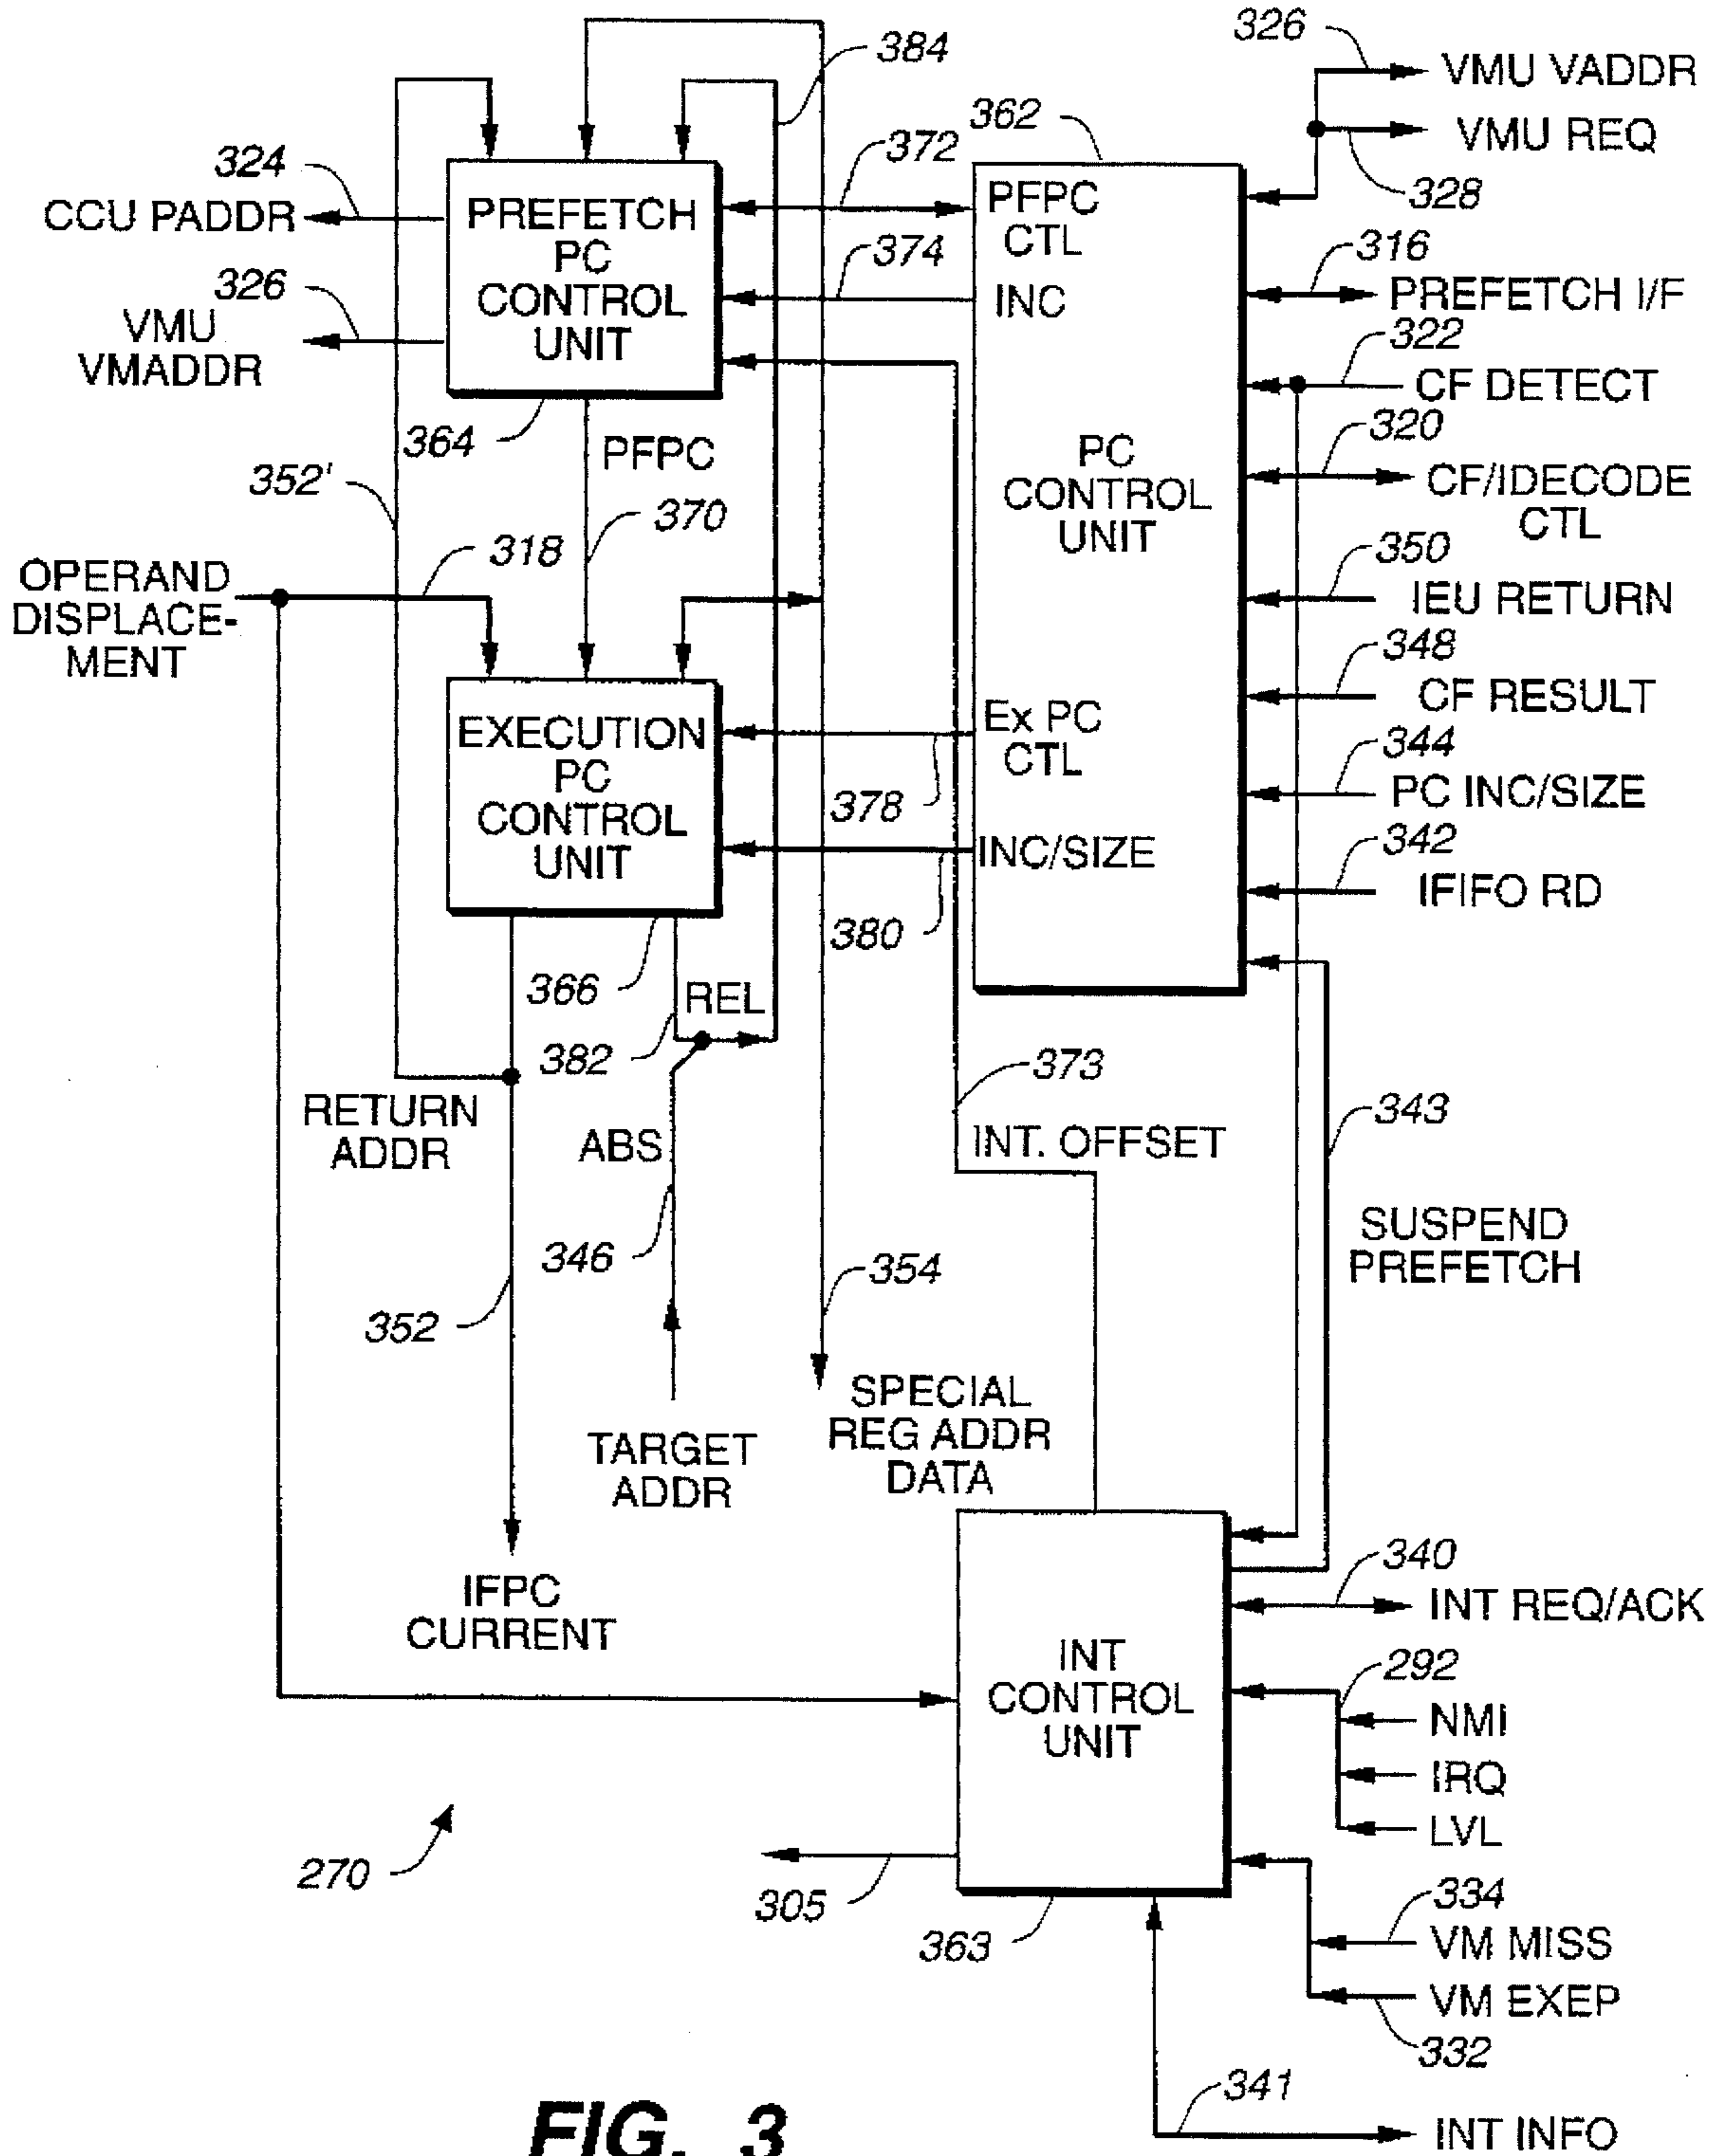 384
326
VMU VADDR
362
372
VMU REQ
328
324
CCU PADDR
PREFETCH
PC
CONTROL
UNIT
PFPC
CTL
374
INC
316
PREFETCH I/F
326
VMU
VMADDR
322
CF DETECT
364
PFPC
320
CF/IDECODE
CTL
PC
CONTROL
UNIT
352'
370
318
OPERAND
DISPLACE-
MENT
350
IEU RETURN
348
CF RESULT
EXECUTION
PC
CONTROL
UNIT
Ex PC
CTL
378
344
PC INC/SIZE
INC/SIZE
342
IFIFO RD
380
366
REL
382
373
343
RETURN
ADDR
ABS
INT. OFFSET
346
354
SUSPEND
PREFETCH
352
SPECIAL
REG ADDR
DATA
TARGET
ADDR
IFPC
CURRENT
340
INT REQ/ACK
INT
CONTROL
UNIT
292
NMI
IRQ
LVL
270
305
363
334
VM MISS
VM EXEP
332
341
INT INFO
FIG. 3